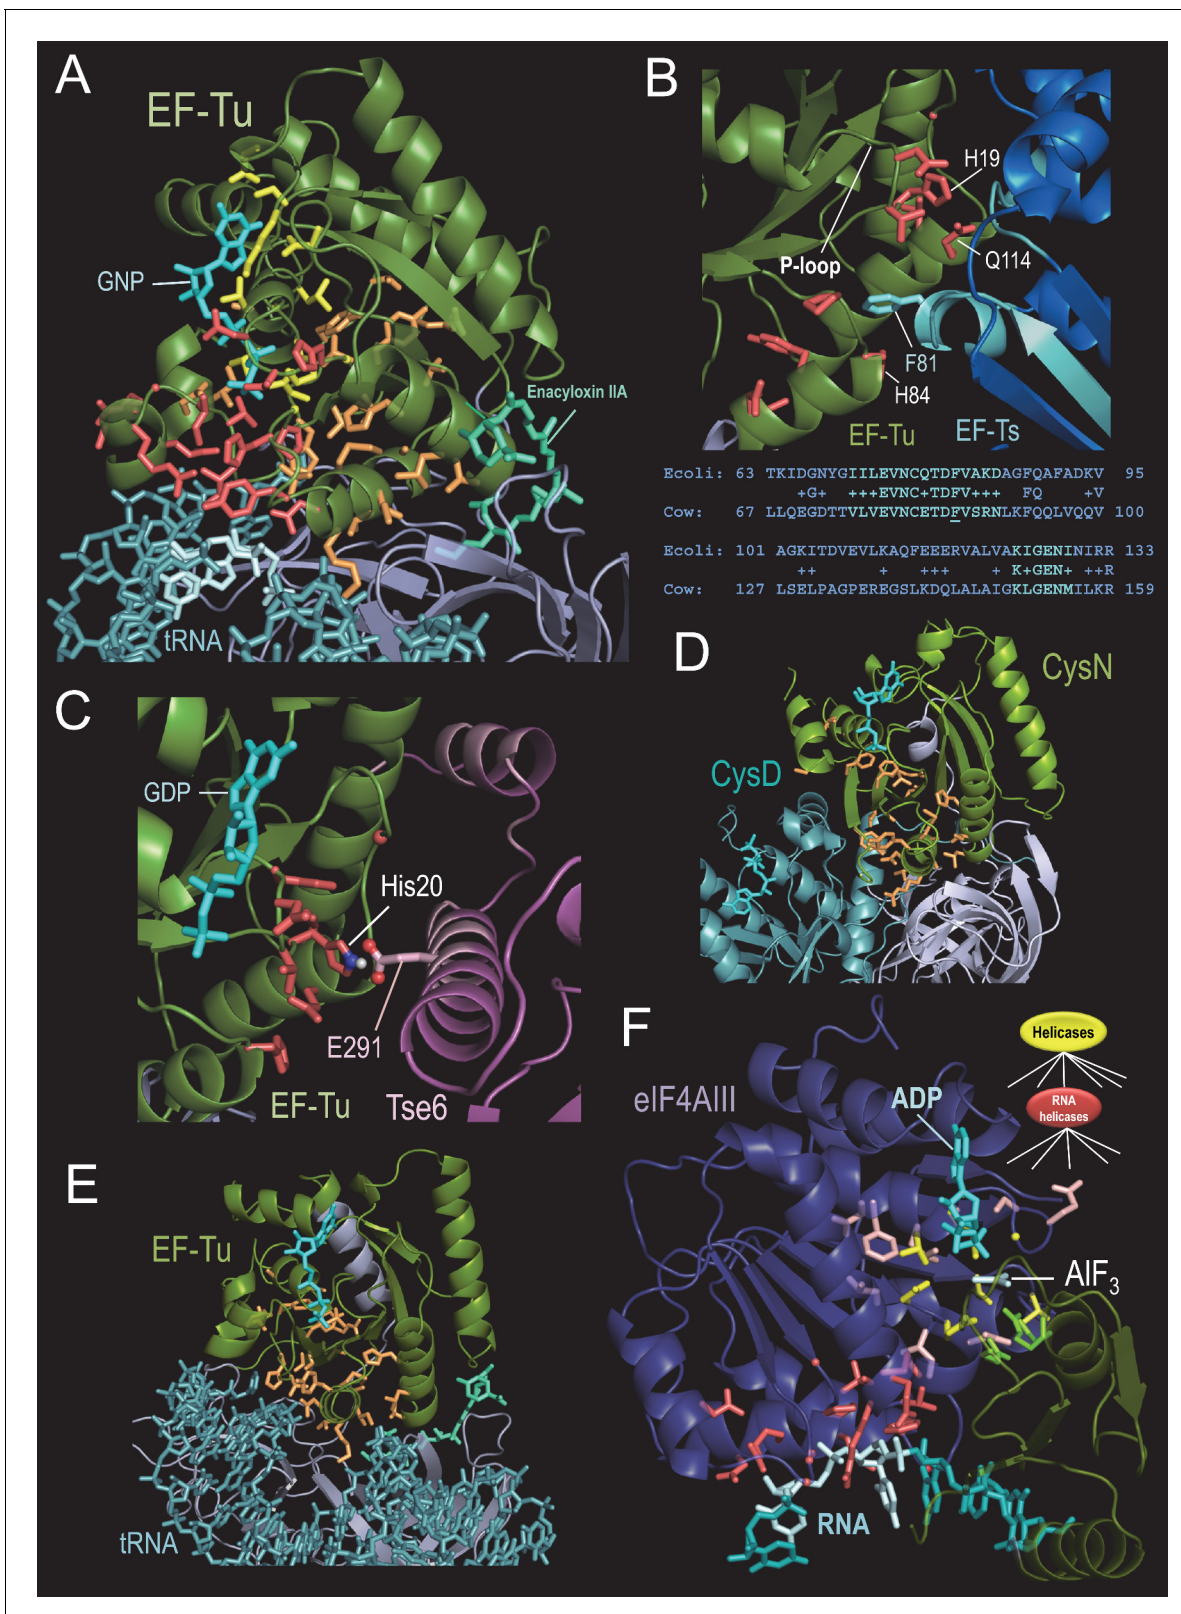 A
EF-Tu
GNP
Enacyloxin IIA
tRNA
B
H19
P-loop
Q114
F81
H84
EF-Tu
EF-Ts
Ecoli: 63 TKIDGNYGIILEVNCQTDFVAKDAGFQAFADKV 95
+G+ +++EVNC+TDFV+++ FQ +V
Cow: 67 LLQEGDTTVLVEVNCETDFVSRNLKFQQLVQQV 100
Ecoli: 101 AGKITDVEVLKAQFEEERVALVAKIGENINIRR 133
++ + +++ + K+GEN+ ++R
Cow: 127 LSELPAGPEREGSLKDQLALAIGKLGENMILKR 159
C
GDP
His20
E291
EF-Tu
Tse6
D
CysN
CysD
E
EF-Tu
tRNA
F
Helicases
RNA
helicases
eIF4AIII
ADP
AlF3
RNA